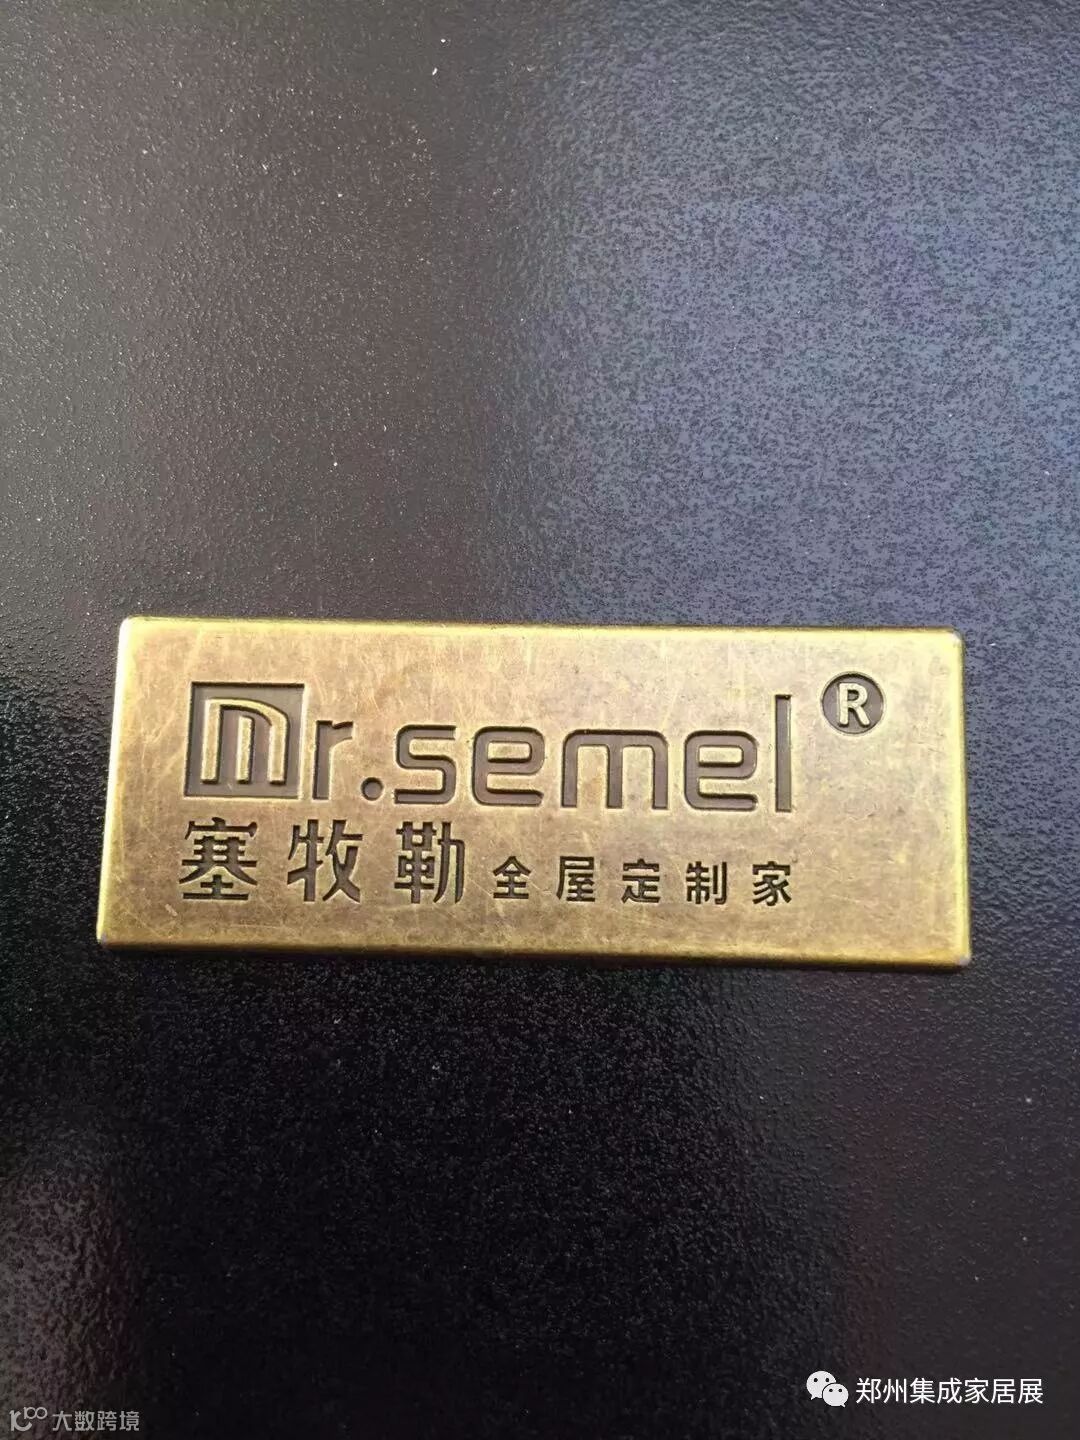 mr.semel®
塞牧勒 全屋定制家
郑州集成家居展
大数跨境